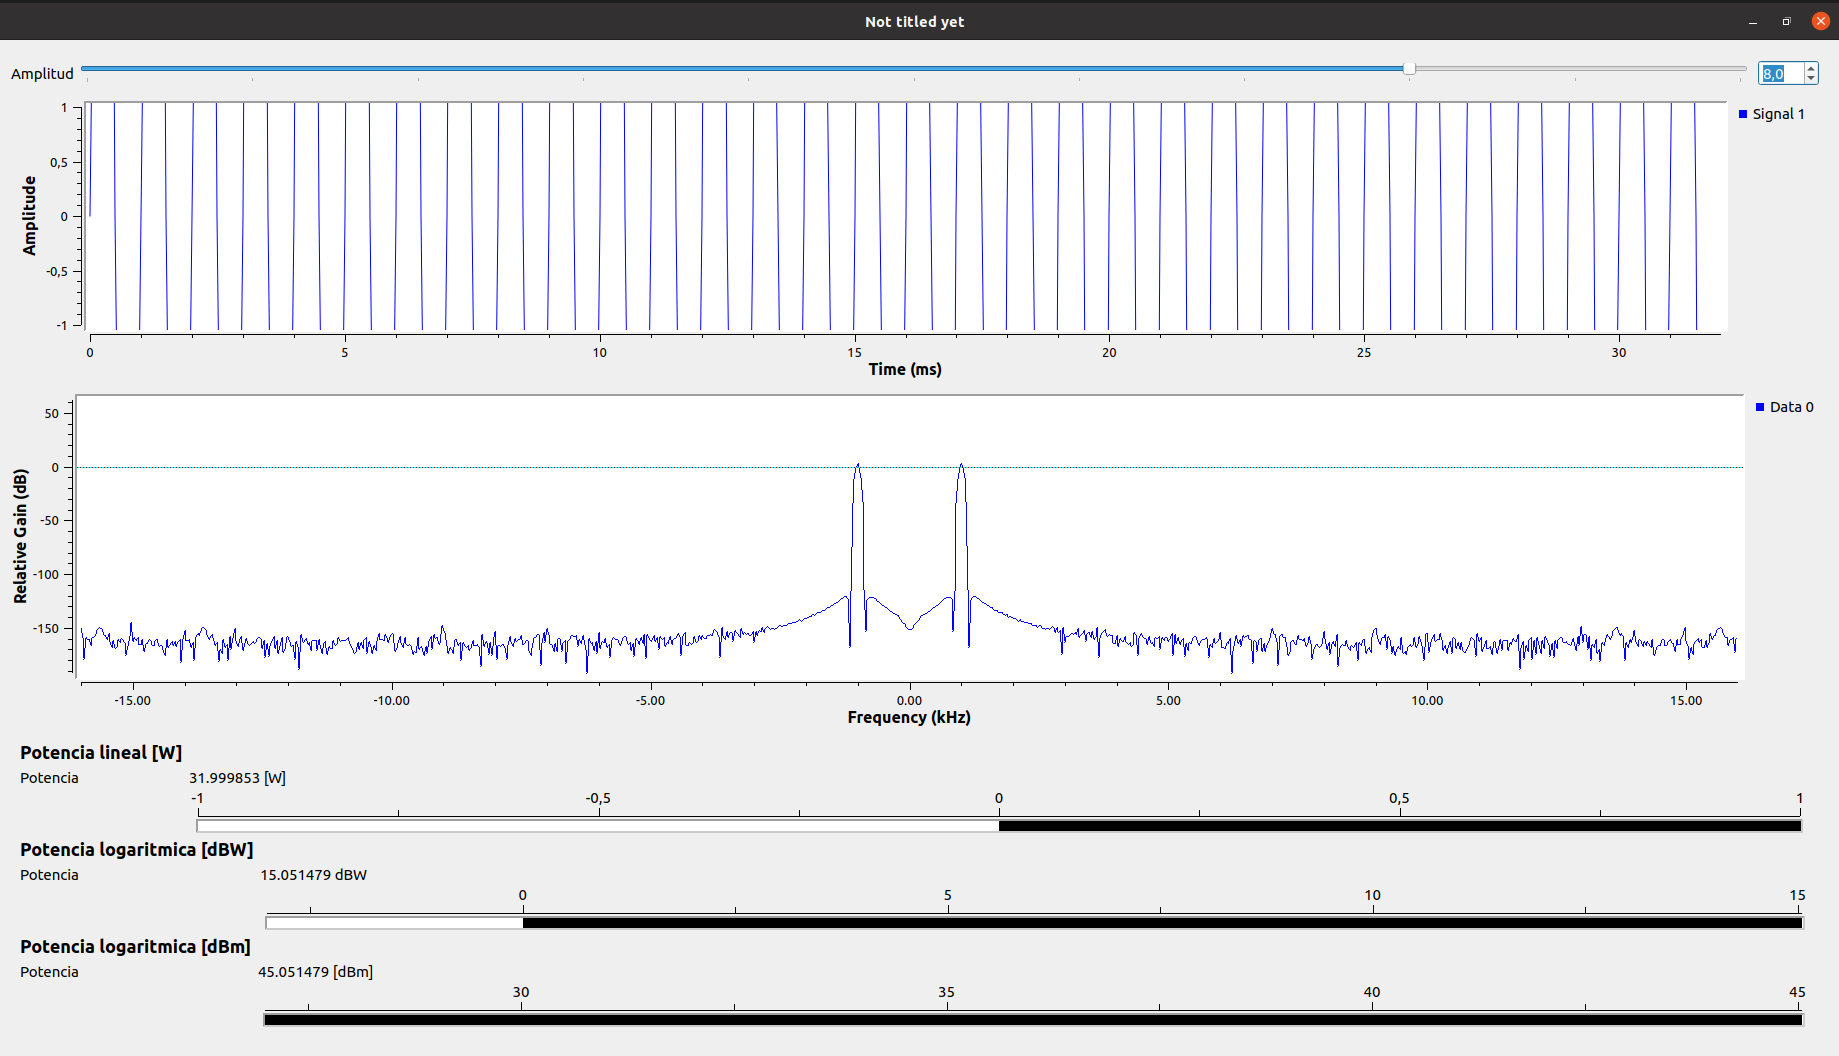 Not titled yet
Amplitud 8,0
Signal 1
Amplitude
1
0,5
0
-0,5
-1
0 5 10 15 20 25 30
Time (ms)
Data 0
Relative Gain (dB)
50
0
-50
-100
-150
-15.00 -10.00 -5.00 0.00 5.00 10.00 15.00
Frequency (kHz)
Potencia lineal [W]
Potencia 31.999853 [W]
-1 -0,5 0 0,5 1
Potencia logaritmica [dBW]
Potencia 15.051479 dBW
0 5 10 15
Potencia logaritmica [dBm]
Potencia 45.051479 [dBm]
30 35 40 45